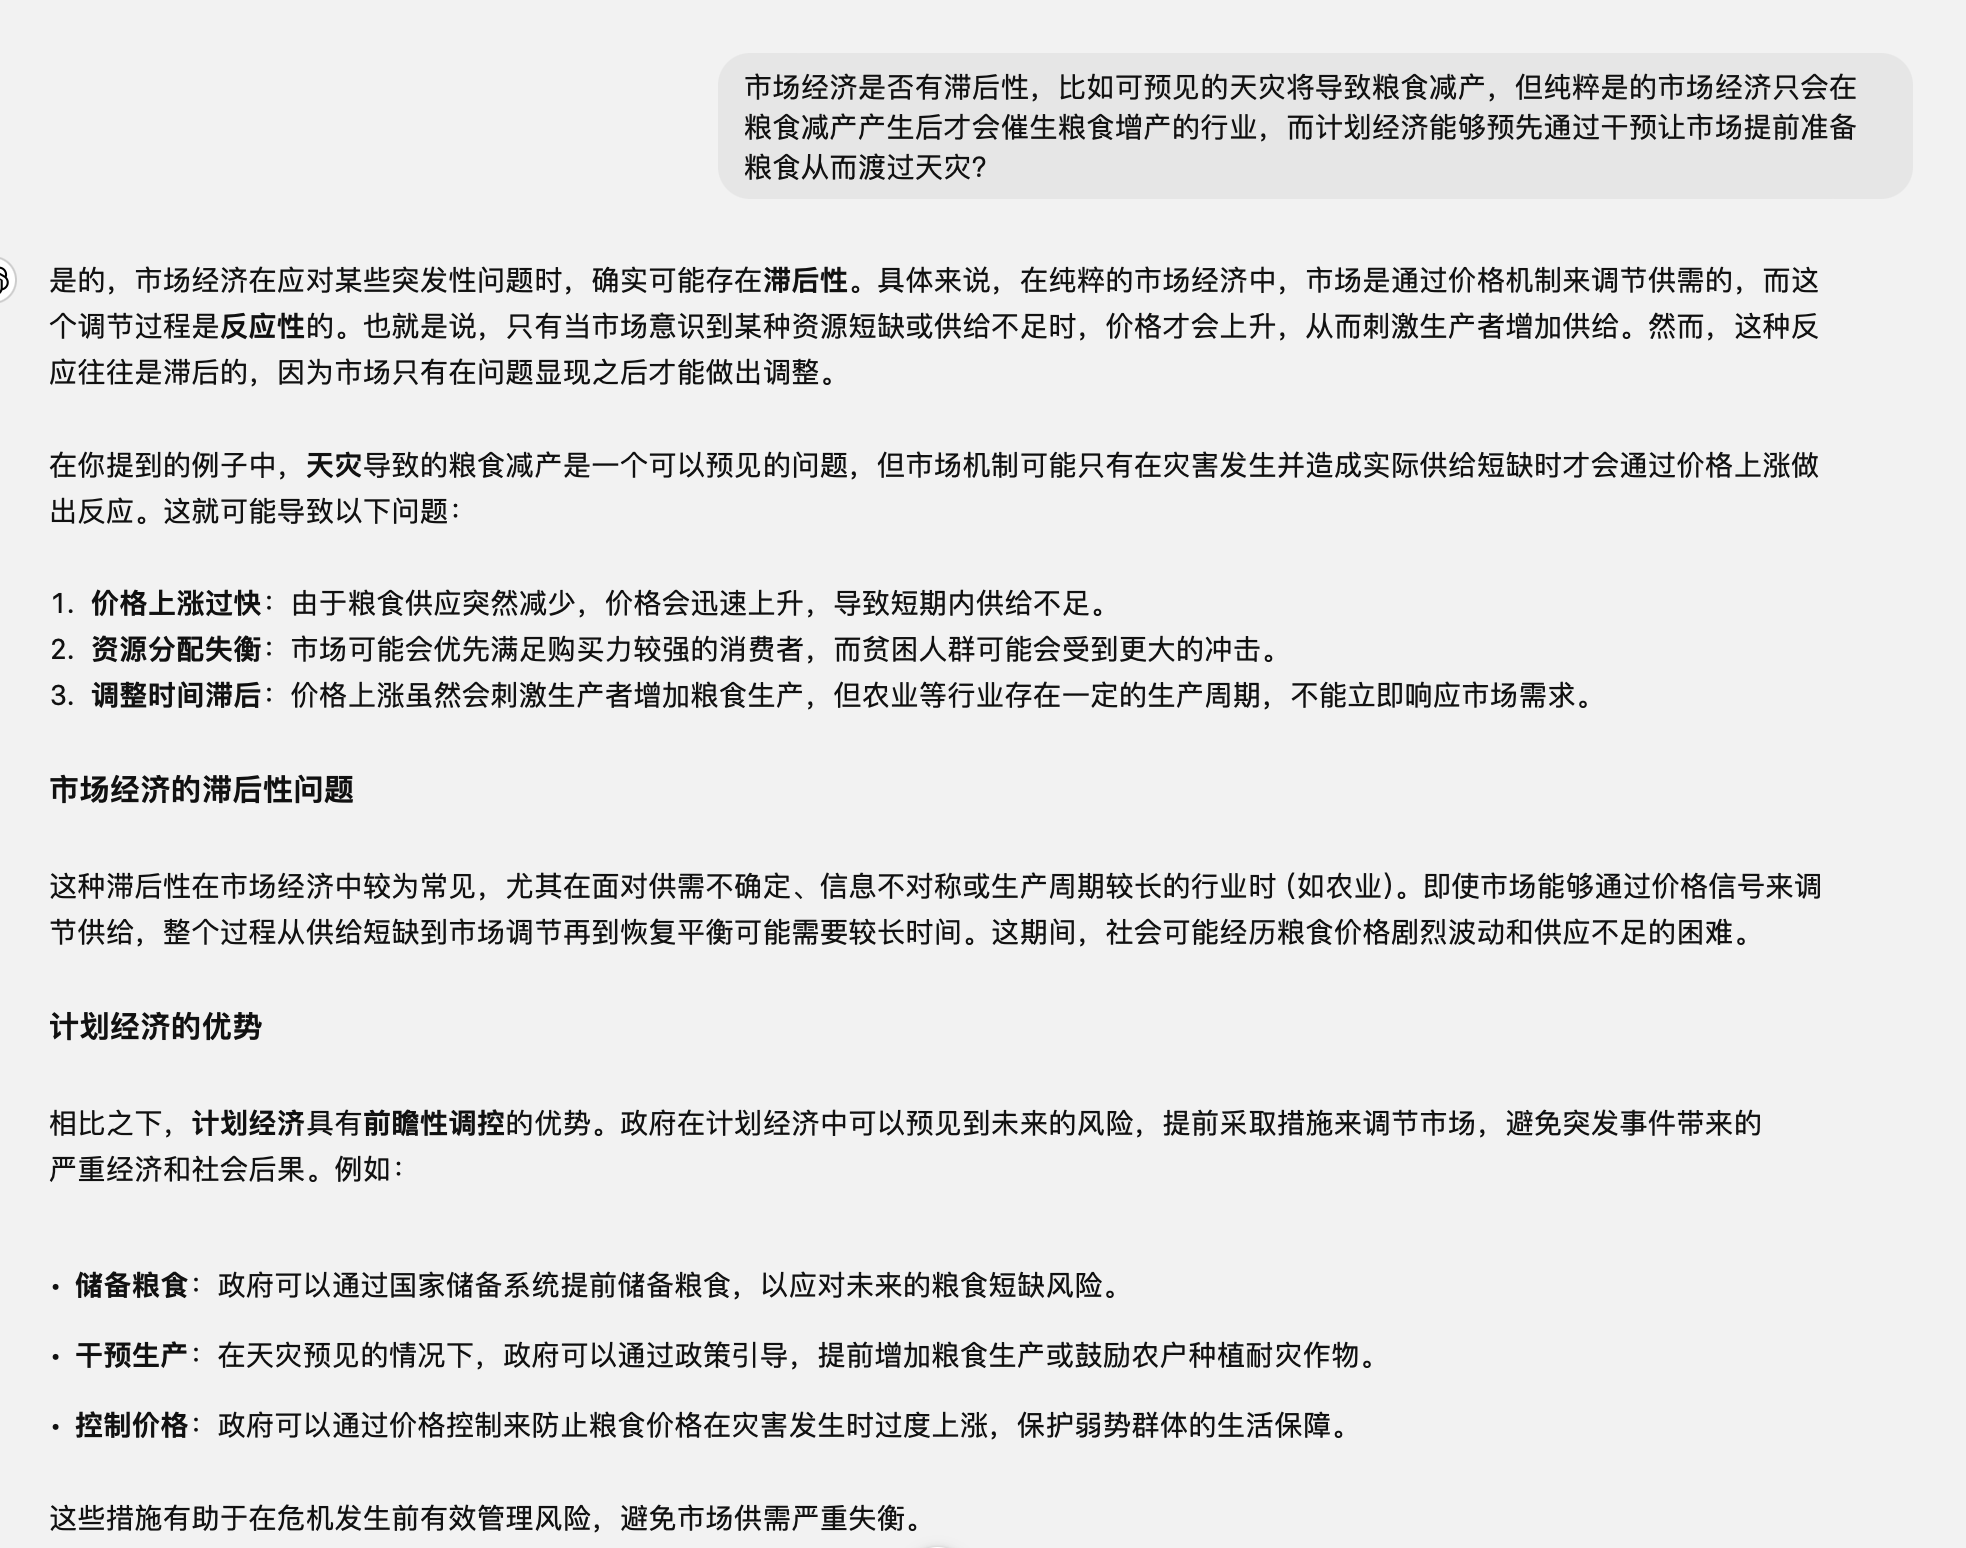 市场经济是否有滞后性，比如可预见的天灾将导致粮食减产，但纯粹是的市场经济只会在
粮食减产产生后才会催生粮食增产的行业，而计划经济能够预先通过干预让市场提前准备
粮食从而渡过天灾？
是的，市场经济在应对某些突发性问题时，确实可能存在滞后性。具体来说，在纯粹的市场经济中，市场是通过价格机制来调节供需的，而这
个调节过程是反应性的。也就是说，只有当市场意识到某种资源短缺或供给不足时，价格才会上升，从而刺激生产者增加供给。然而，这种反
应往往是滞后的，因为市场只有在问题显现之后才能做出调整。
在你提到的例子中，天灾导致的粮食减产是一个可以预见的问题，但市场机制可能只有在灾害发生并造成实际供给短缺时才会通过价格上涨做
出反应。这就可能导致以下问题：
1. 价格上涨过快：由于粮食供应突然减少，价格会迅速上升，导致短期内供给不足。
2. 资源分配失衡：市场可能会优先满足购买力较强的消费者，而贫困人群可能会受到更大的冲击。
3. 调整时间滞后：价格上涨虽然会刺激生产者增加粮食生产，但农业等行业存在一定的生产周期，不能立即响应市场需求。
市场经济的滞后性问题
这种滞后性在市场经济中较为常见，尤其在面对供需不确定、信息不对称或生产周期较长的行业时（如农业）。即使市场能够通过价格信号来调
节供给，整个过程从供给短缺到市场调节再到恢复平衡可能需要较长时间。这期间，社会可能经历粮食价格剧烈波动和供应不足的困难。
计划经济的优势
相比之下，计划经济具有前瞻性调控的优势。政府在计划经济中可以预见到未来的风险，提前采取措施来调节市场，避免突发事件带来的
严重经济和社会后果。例如：
• 储备粮食：政府可以通过国家储备系统提前储备粮食，以应对未来的粮食短缺风险。
• 干预生产：在天灾预见的情况下，政府可以通过政策引导，提前增加粮食生产或鼓励农户种植耐灾作物。
• 控制价格：政府可以通过价格控制来防止粮食价格在灾害发生时过度上涨，保护弱势群体的生活保障。
这些措施有助于在危机发生前有效管理风险，避免市场供需严重失衡。